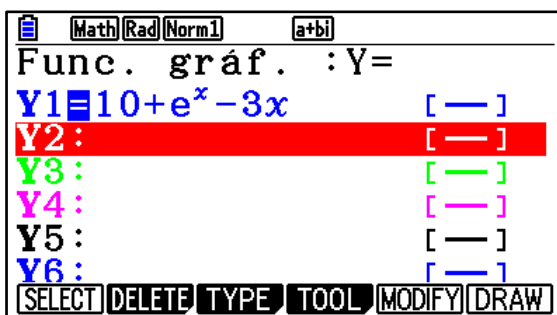 Math Rad Norm1 a+bi
Func. gráf. :Y=
Y1=10+eˣ−3x [—]
Y2: [—]
Y3: [—]
Y4: [—]
Y5: [—]
Y6: [—]
SELECT DELETE TYPE TOOL MODIFY DRAW